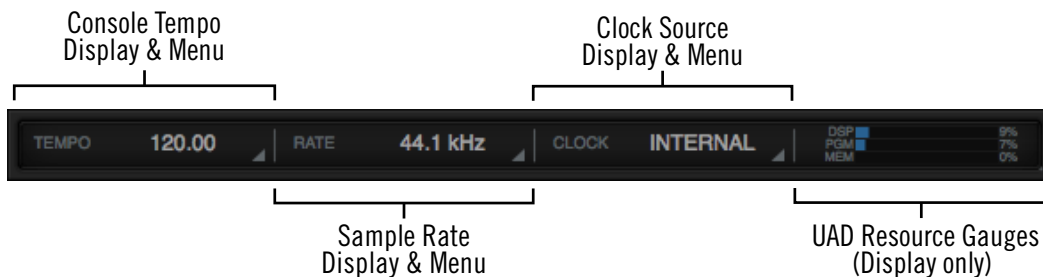 Console Tempo
Display & Menu
Clock Source
Display & Menu
TEMPO 120.00 RATE 44.1 kHz CLOCK INTERNAL
DSP 9%
PGM 7%
MEM 0%
Sample Rate
Display & Menu
UAD Resource Gauges
(Display only)